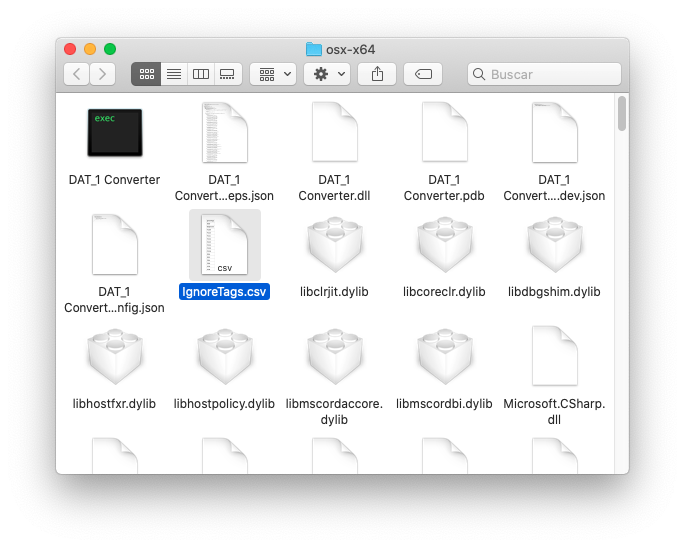 osx-x64
Buscar
exec
DAT_1 Converter
DAT_1
Convert...eps.json
DAT_1
Converter.dll
DAT_1
Converter.pdb
DAT_1
Convert....dev.json
DAT_1
Convert...nfig.json
csv
IgnoreTags.csv
libclrjit.dylib
libcoreclr.dylib
libdbgshim.dylib
libhostfxr.dylib
libhostpolicy.dylib
libmscordaccore.
dylib
libmscordbi.dylib
Microsoft.CSharp.
dll